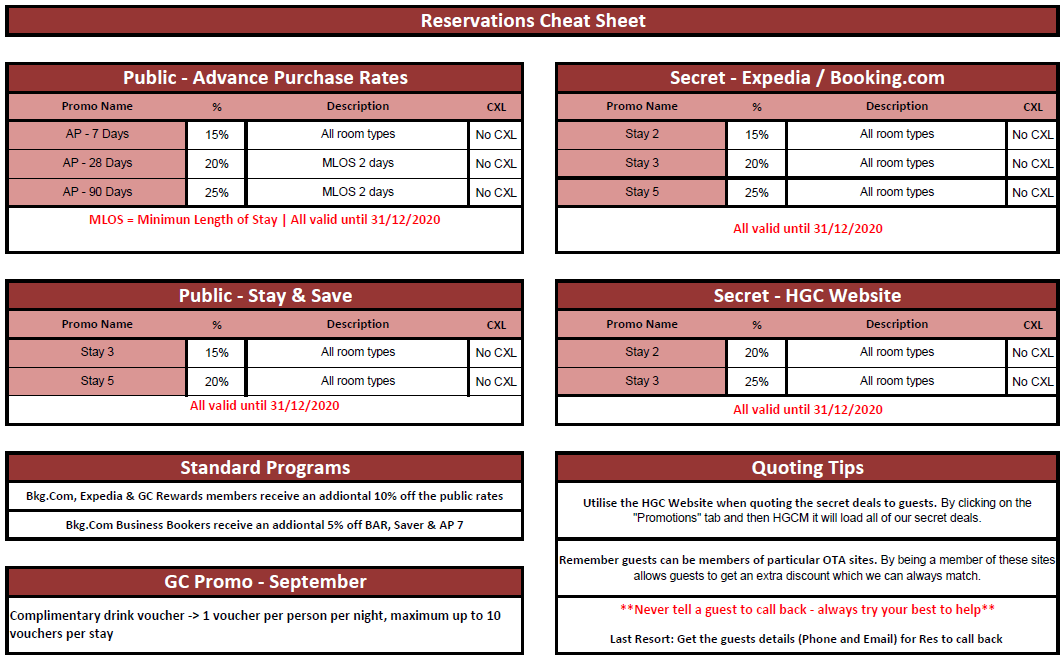 Reservations Cheat Sheet
Public - Advance Purchase Rates
Promo Name % Description CXL
AP - 7 Days 15% All room types No CXL
AP - 28 Days 20% MLOS 2 days No CXL
AP - 90 Days 25% MLOS 2 days No CXL
MLOS = Minimun Length of Stay | All valid until 31/12/2020
Secret - Expedia / Booking.com
Promo Name % Description CXL
Stay 2 15% All room types No CXL
Stay 3 20% All room types No CXL
Stay 5 25% All room types No CXL
All valid until 31/12/2020
Public - Stay & Save
Promo Name % Description CXL
Stay 3 15% All room types No CXL
Stay 5 20% All room types No CXL
All valid until 31/12/2020
Secret - HGC Website
Promo Name % Description CXL
Stay 2 20% All room types No CXL
Stay 3 25% All room types No CXL
All valid until 31/12/2020
Standard Programs
Bkg.Com, Expedia & GC Rewards members receive an addiontal 10% off the public rates
Bkg.Com Business Bookers receive an addiontal 5% off BAR, Saver & AP 7
GC Promo - September
Complimentary drink voucher -> 1 voucher per person per night, maximum up to 10
vouchers per stay
Quoting Tips
Utilise the HGC Website when quoting the secret deals to guests. By clicking on the
"Promotions" tab and then HGCM it will load all of our secret deals.
Remember guests can be members of particular OTA sites. By being a member of these sites
allows guests to get an extra discount which we can always match.
**Never tell a guest to call back - always try your best to help**
Last Resort: Get the guests details (Phone and Email) for Res to call back